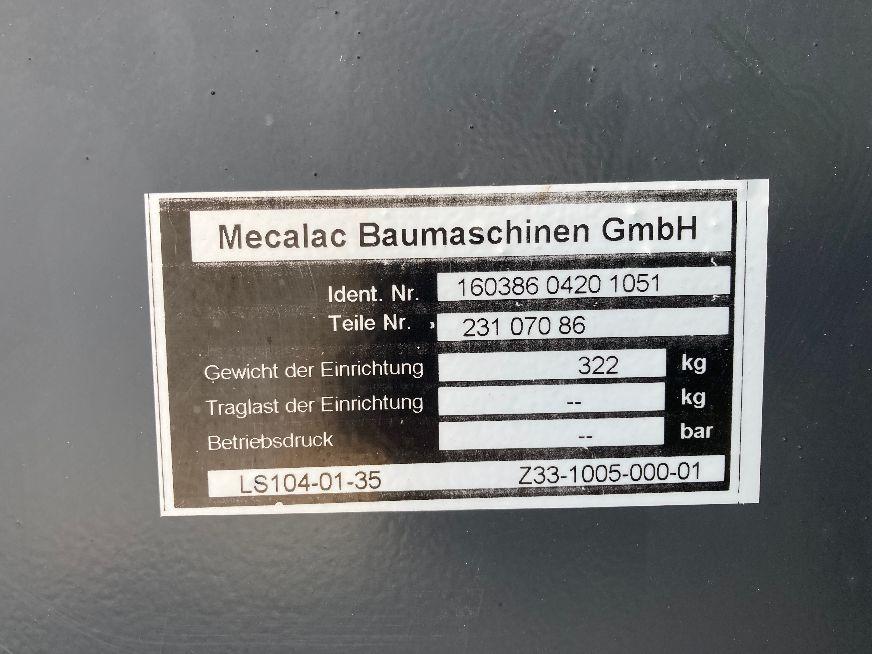 Mecalac Baumaschinen GmbH
Ident. Nr. 160386 0420 1051
Teile Nr. 231 070 86
Gewicht der Einrichtung 322 kg
Traglast der Einrichtung -- kg
Betriebsdruck -- bar
LS104-01-35 Z33-1005-000-01